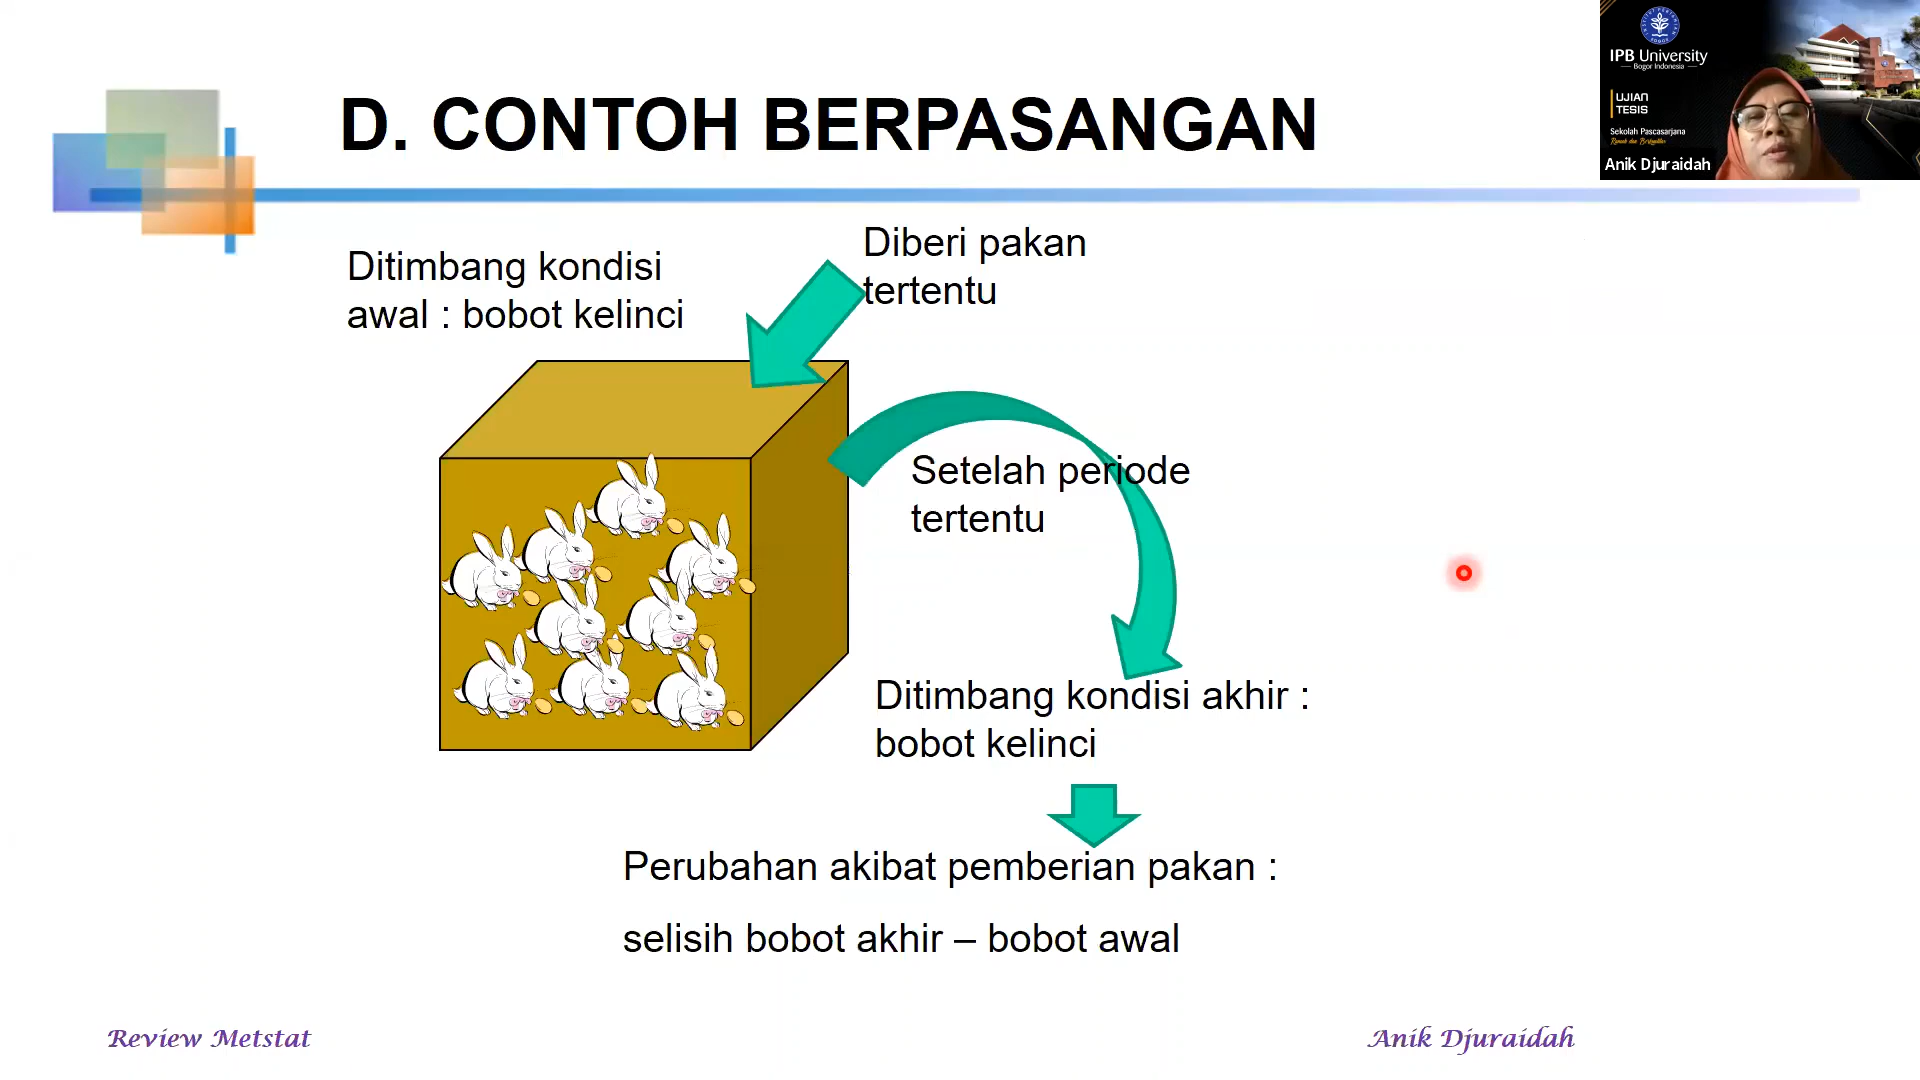 D. CONTOH BERPASANGAN
IPB University
Bogor Indonesia
UJIAN
TESIS
Sekolah Pascasarjana
Anik Djuraidah
Ditimbang kondisi
awal : bobot kelinci
Diberi pakan
tertentu
Setelah periode
tertentu
Ditimbang kondisi akhir :
bobot kelinci
Perubahan akibat pemberian pakan :
selisih bobot akhir – bobot awal
Review Metstat
Anik Djuraidah